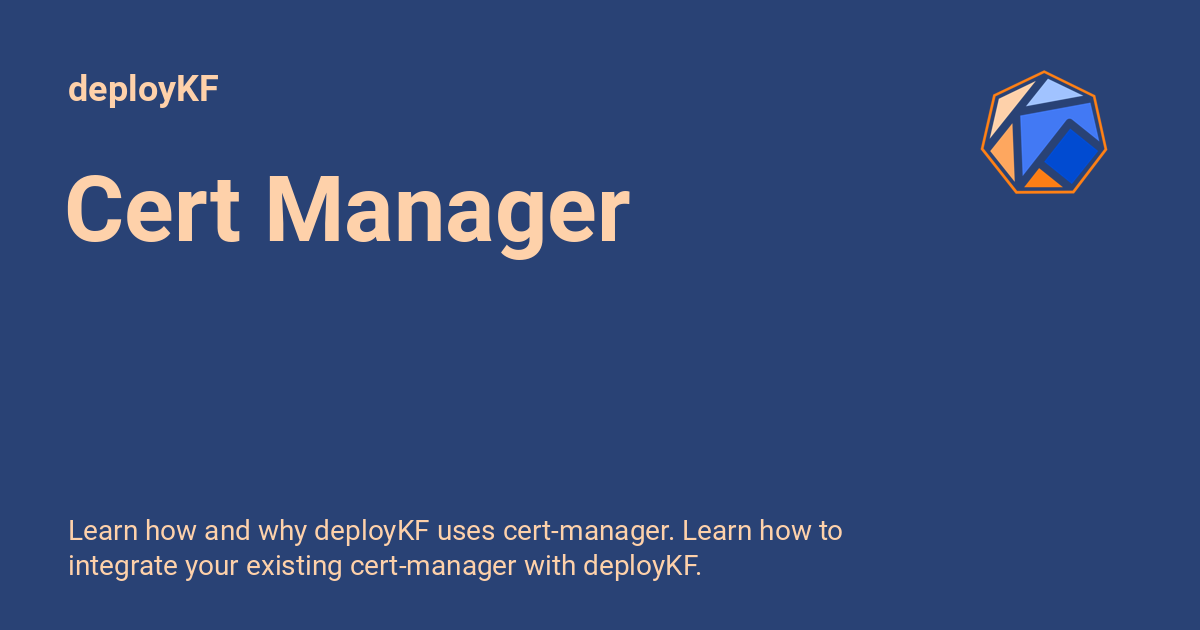 deployKF
Cert Manager
Learn how and why deployKF uses cert-manager. Learn how to
integrate your existing cert-manager with deployKF.